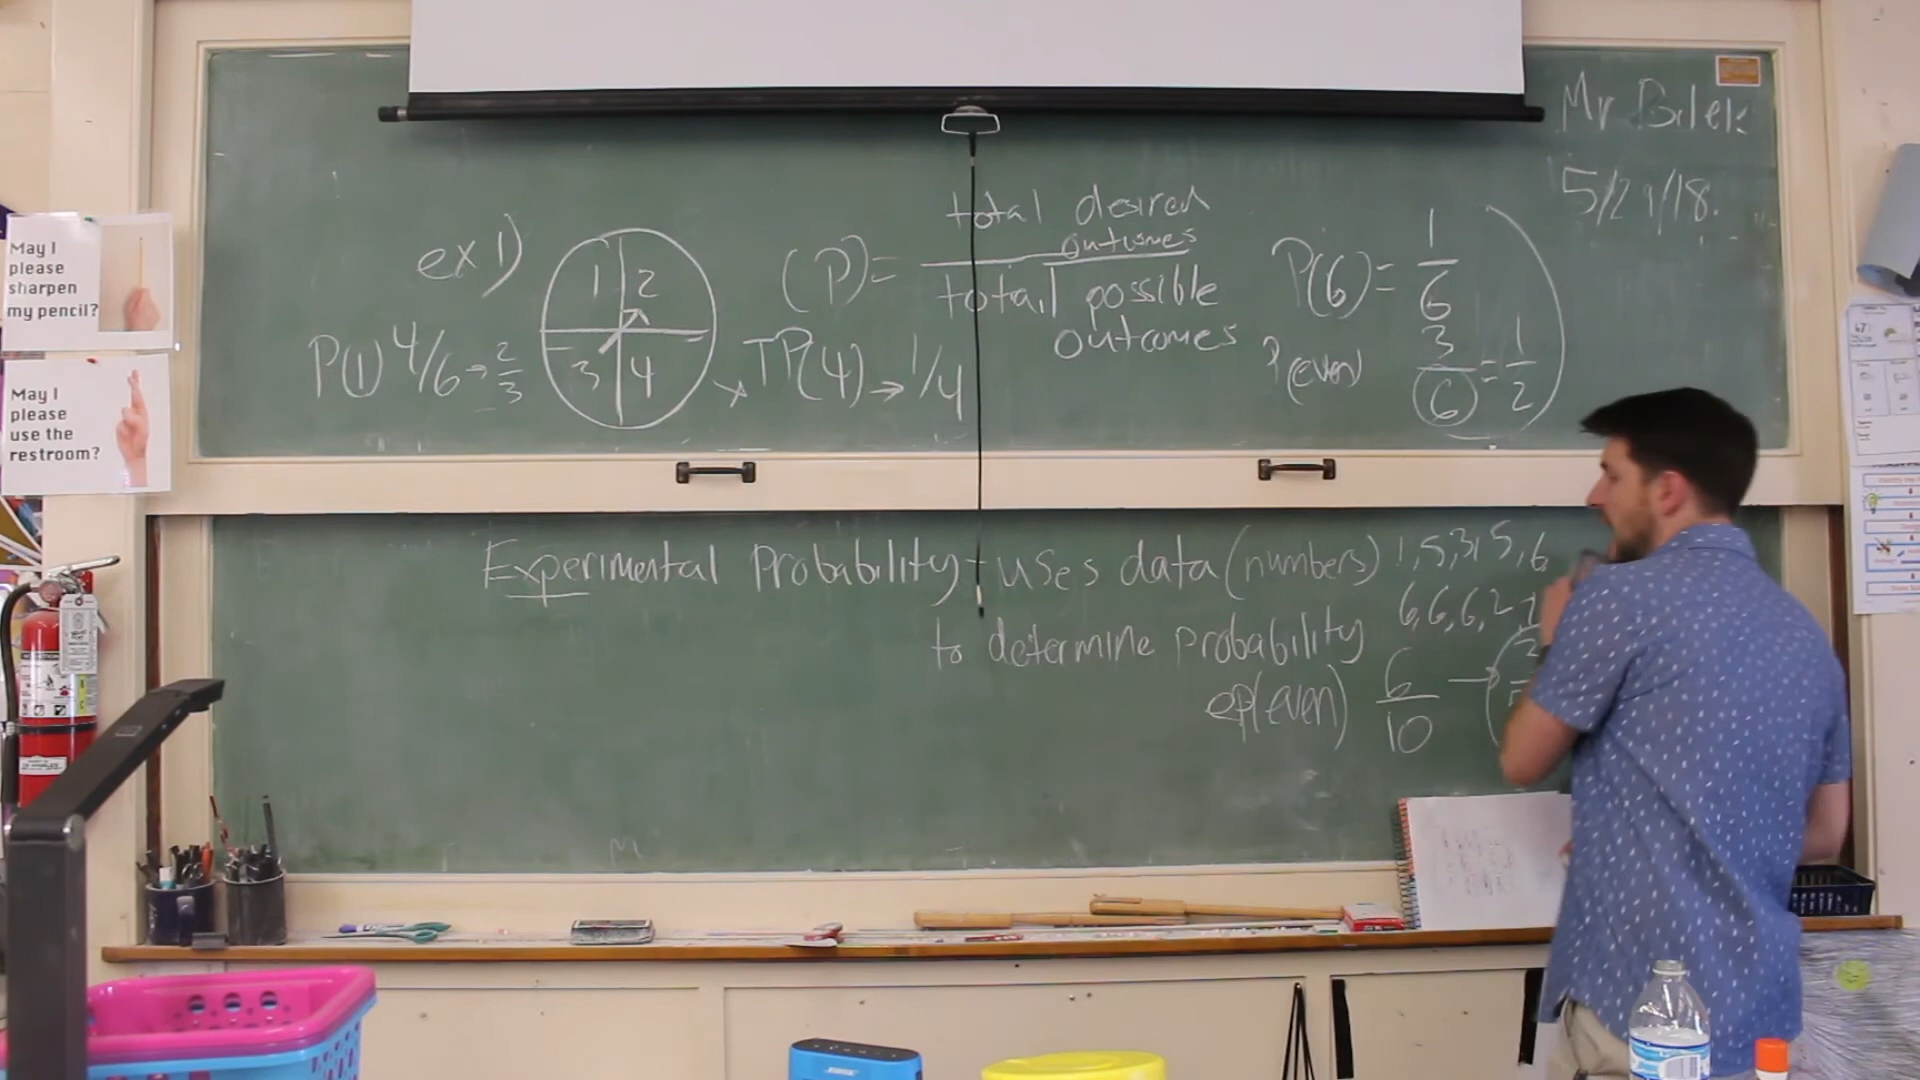 Mr Bilek
5/21/18.
ex 1)
1 2
3 4
P(1) 4/6 → 2/3
(P) = total desired outcomes
total possible
outcomes
TP(4) → 1/4
P(6) = 1/6
P(even) 3/6 = 1/2
Experimental Probability - uses data (numbers)
to determine probability
1, 5, 3, 5, 6,
6, 6, 6, 2,
ep(even) 6/10 →
May I
please
sharpen
my pencil?
May I
please
use the
restroom?